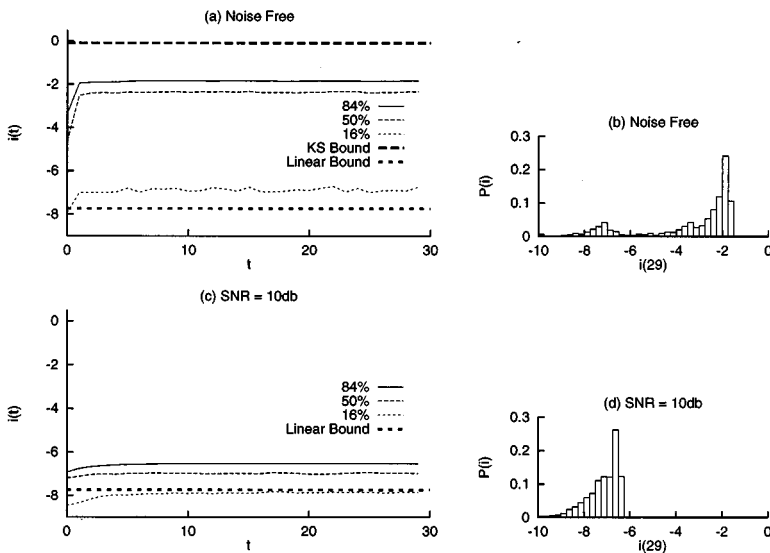 (a) Noise Free
0
-2
-4
-6
-8
i(t)
84%
50%
16%
KS Bound
Linear Bound
0
10
20
30
t
(b) Noise Free
0.3
0.2
0.1
0
P(i)
-10
-8
-6
-4
-2
0
i(29)
(c) SNR = 10db
0
-2
-4
-6
-8
i(t)
84%
50%
16%
Linear Bound
0
10
20
30
t
(d) SNR = 10db
0.3
0.2
0.1
0
P(i)
-10
-8
-6
-4
-2
0
i(29)